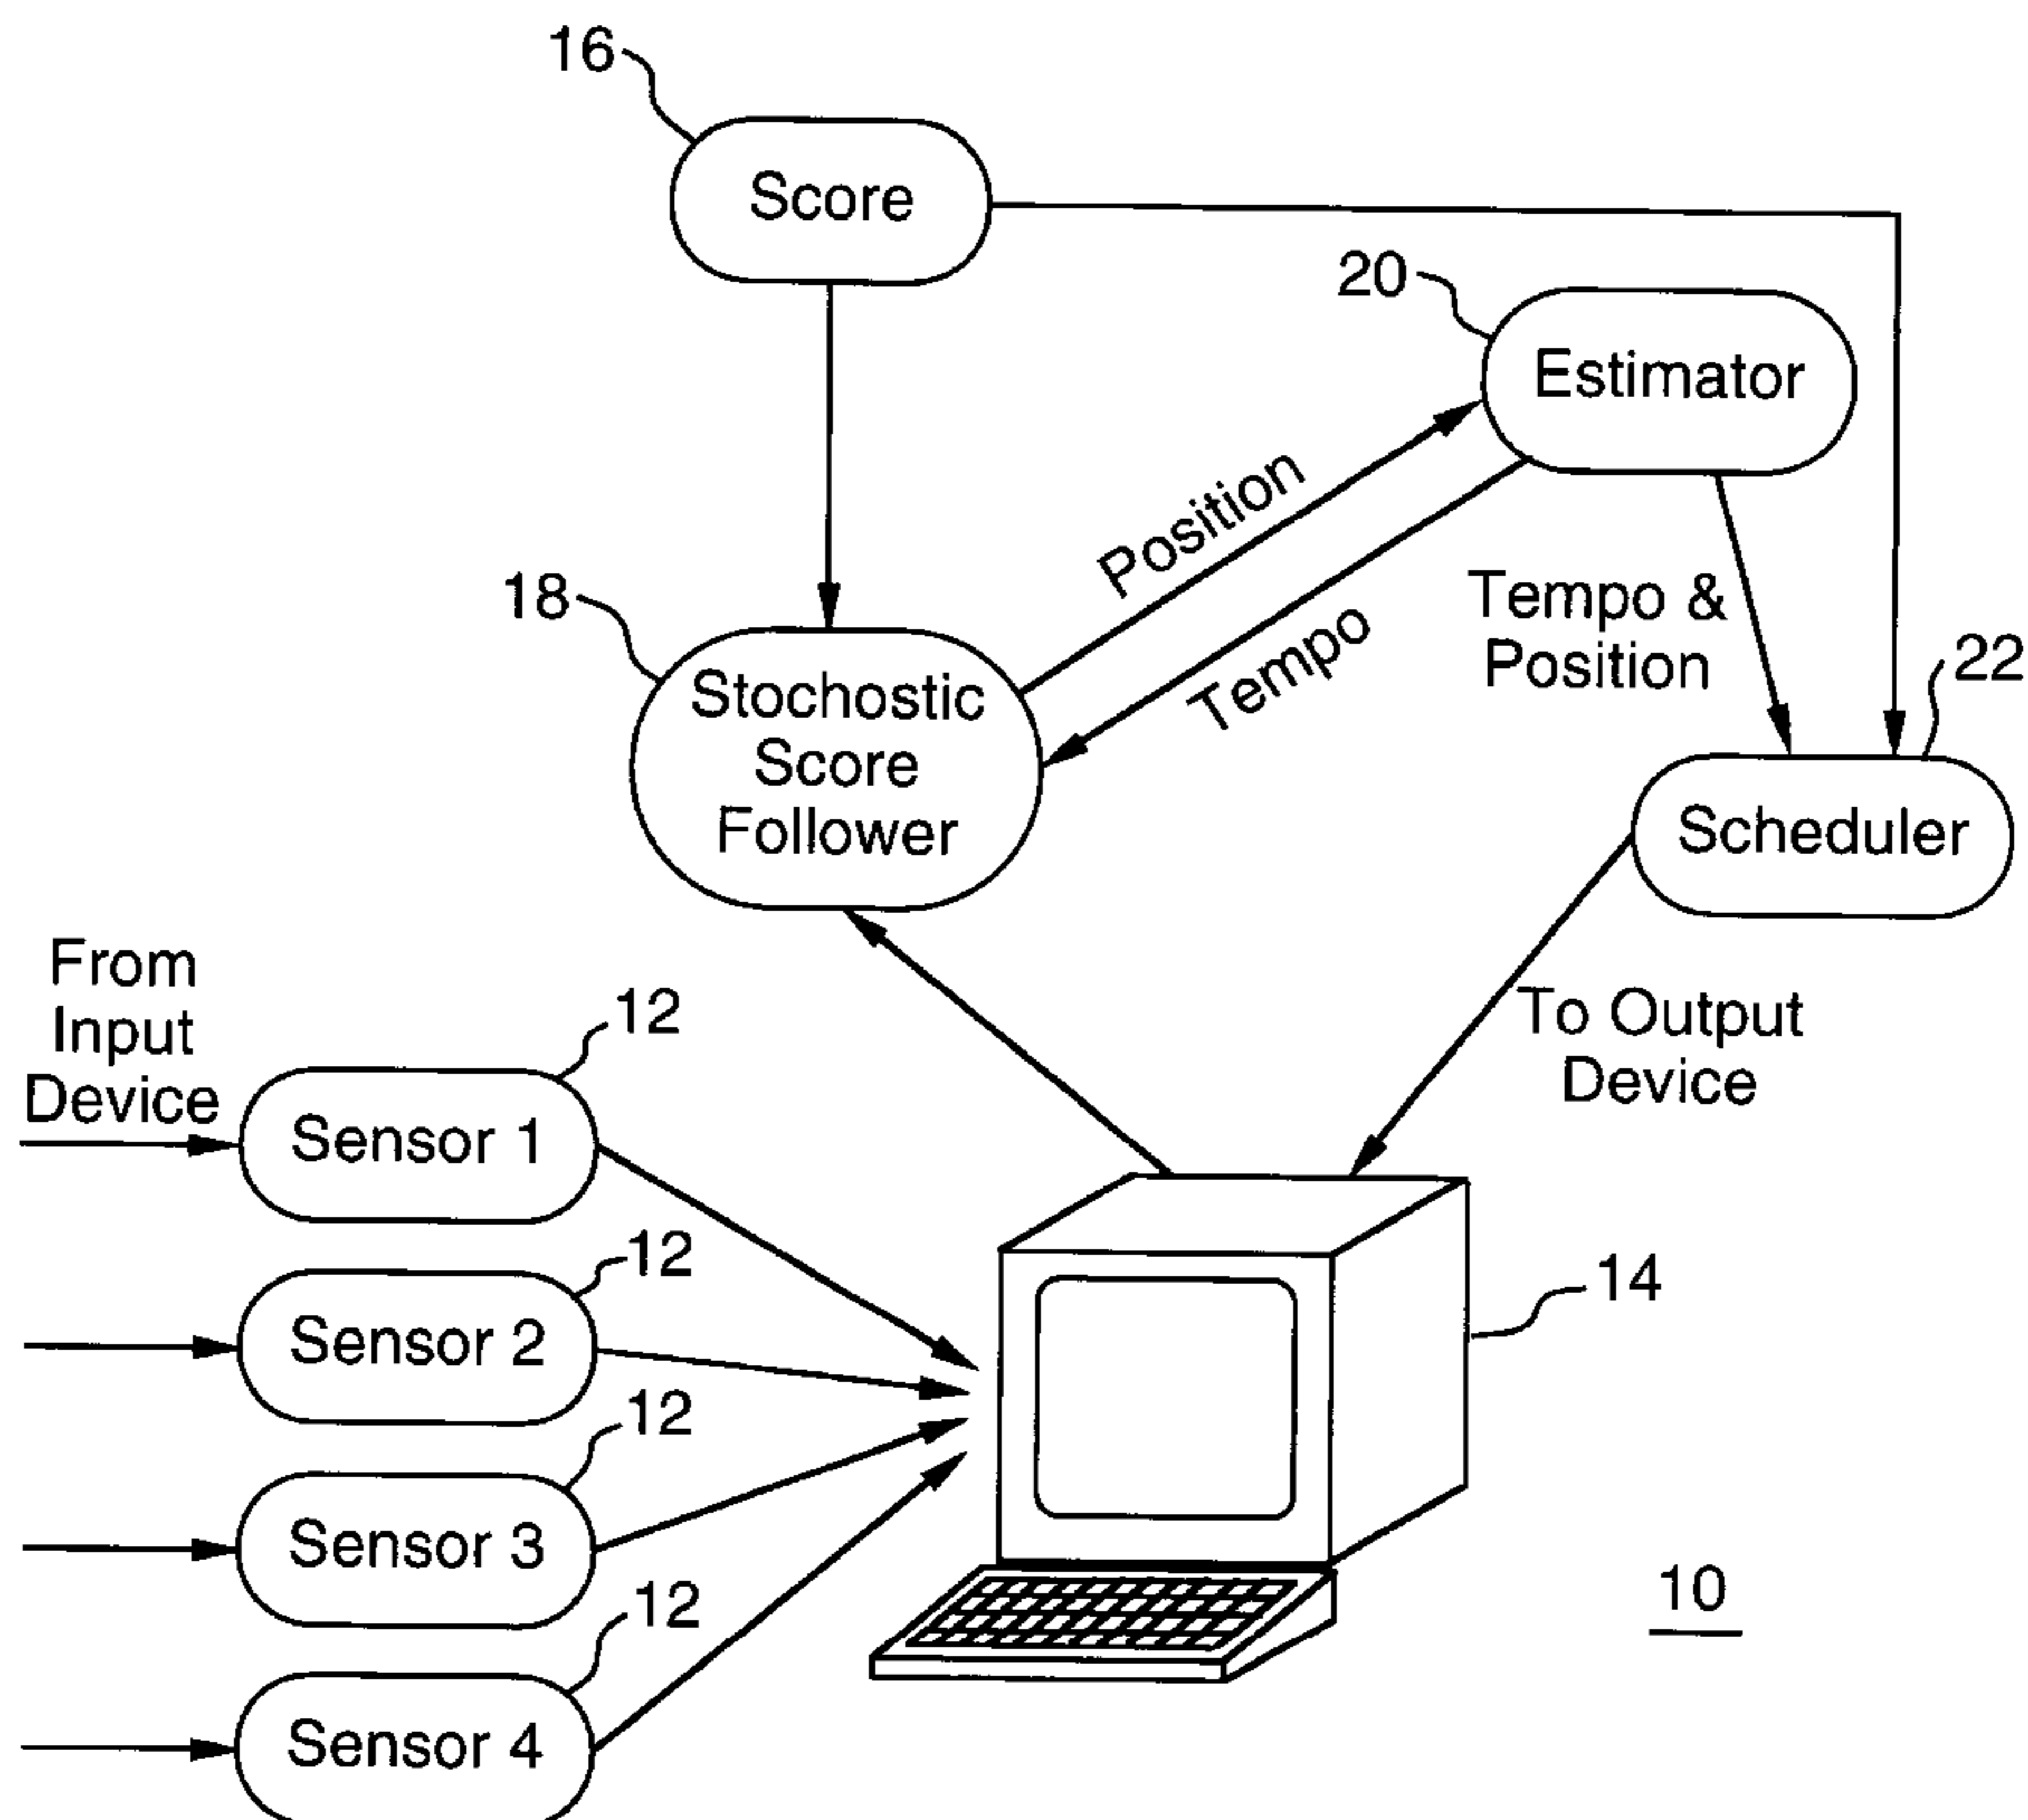 16
Score
20
Estimator
Position
Tempo
Tempo &
Position
18
Stochostic
Score
Follower
22
Scheduler
From
Input
Device
12
Sensor 1
To Output
Device
12
Sensor 2
14
12
Sensor 3
10
12
Sensor 4